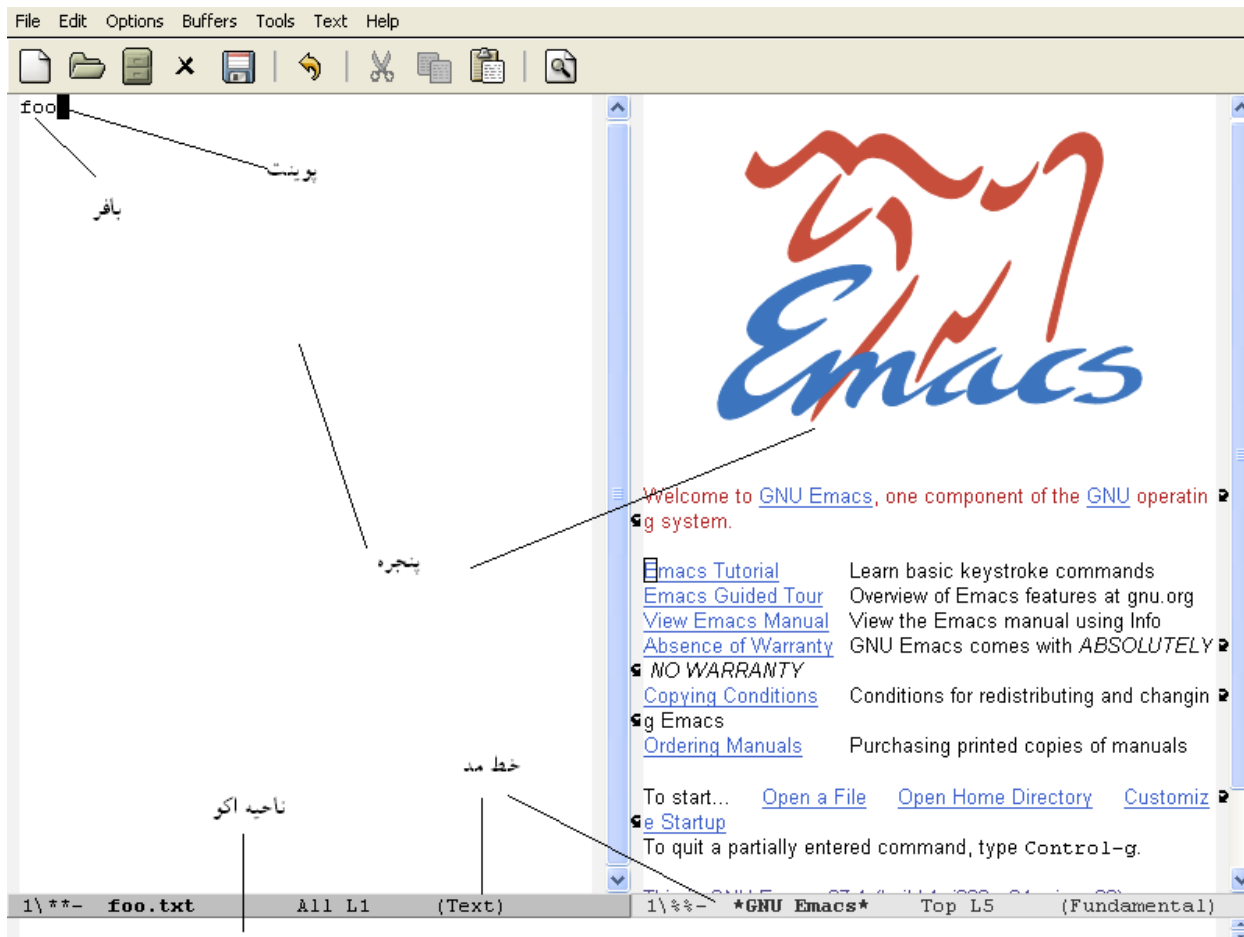 File Edit Options Buffers Tools Text Help
foo
پوینت
بافر
پنجره
خط مد
ناحیه اکو
1\**- foo.txt All L1 (Text)
Emacs
Welcome to GNU Emacs, one component of the GNU operatin
g system.
Emacs Tutorial Learn basic keystroke commands
Emacs Guided Tour Overview of Emacs features at gnu.org
View Emacs Manual View the Emacs manual using Info
Absence of Warranty GNU Emacs comes with ABSOLUTELY
NO WARRANTY
Copying Conditions Conditions for redistributing and changin
g Emacs
Ordering Manuals Purchasing printed copies of manuals
To start... Open a File Open Home Directory Customiz
e Startup
To quit a partially entered command, type Control-g.
1\%%- *GNU Emacs* Top L5 (Fundamental)